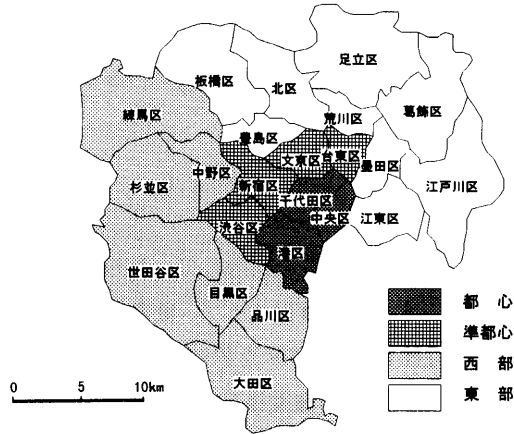 足立区
板橋区
北区
葛飾区
練馬区
荒川区
豊島区
文東区
台東区
墨田区
中野区
江戸川区
杉並区
新宿区
千代田区
中央区
江東区
渋谷区
港区
世田谷区
目黒区
品川区
大田区
都 心
準都心
西 部
東 部
0 5 10km